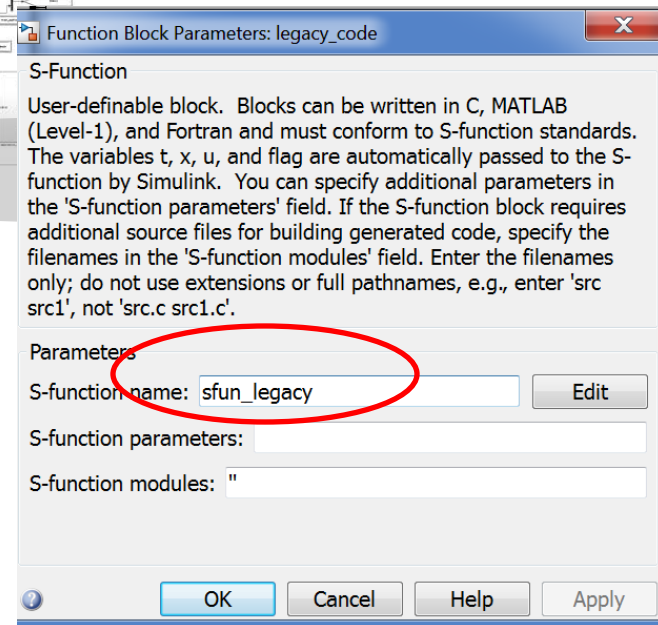 Function Block Parameters: legacy_code
X
S-Function
User-definable block. Blocks can be written in C, MATLAB
(Level-1), and Fortran and must conform to S-function standards.
The variables t, x, u, and flag are automatically passed to the S-
function by Simulink. You can specify additional parameters in
the 'S-function parameters' field. If the S-function block requires
additional source files for building generated code, specify the
filenames in the 'S-function modules' field. Enter the filenames
only; do not use extensions or full pathnames, e.g., enter 'src
src1', not 'src.c src1.c'.
Parameters
S-function name: sfun_legacy Edit
S-function parameters:
S-function modules: ''
? OK Cancel Help Apply